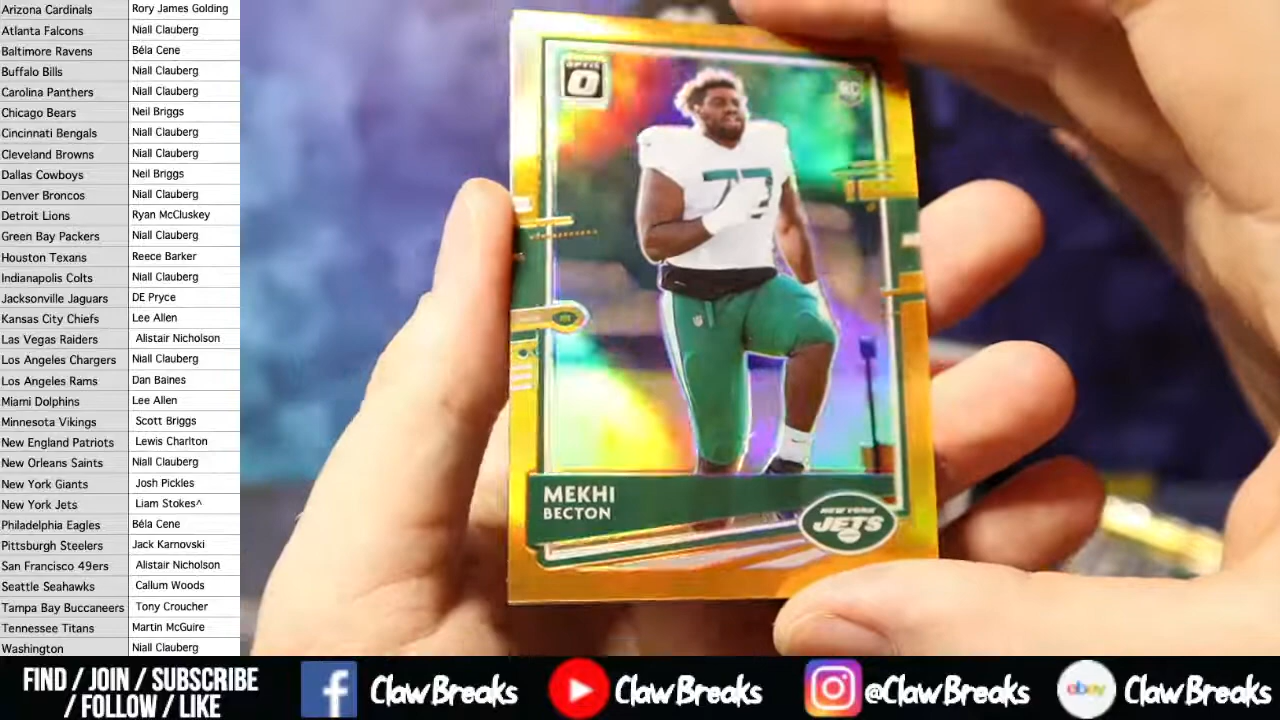 Arizona Cardinals Rory James Golding
Atlanta Falcons Niall Clauberg
Baltimore Ravens Béla Cene
Buffalo Bills Niall Clauberg
Carolina Panthers Niall Clauberg
Chicago Bears Neil Briggs
Cincinnati Bengals Niall Clauberg
Cleveland Browns Niall Clauberg
Dallas Cowboys Neil Briggs
Denver Broncos Niall Clauberg
Detroit Lions Ryan McCluskey
Green Bay Packers Niall Clauberg
Houston Texans Reece Barker
Indianapolis Colts Niall Clauberg
Jacksonville Jaguars DE Pryce
Kansas City Chiefs Lee Allen
Las Vegas Raiders Alistair Nicholson
Los Angeles Chargers Niall Clauberg
Los Angeles Rams Dan Baines
Miami Dolphins Lee Allen
Minnesota Vikings Scott Briggs
New England Patriots Lewis Charlton
New Orleans Saints Niall Clauberg
New York Giants Josh Pickles
New York Jets Liam Stokes^
Philadelphia Eagles Béla Cene
Pittsburgh Steelers Jack Karnovski
San Francisco 49ers Alistair Nicholson
Seattle Seahawks Callum Woods
Tampa Bay Buccaneers Tony Croucher
Tennessee Titans Martin McGuire
Washington Niall Clauberg
OPTIC
O
RC
77
MEKHI
BECTON
NEW YORK
JETS
FIND / JOIN / SUBSCRIBE
/ FOLLOW / LIKE
f ClawBreaks
ClawBreaks
@ClawBreaks
ebay ClawBreaks